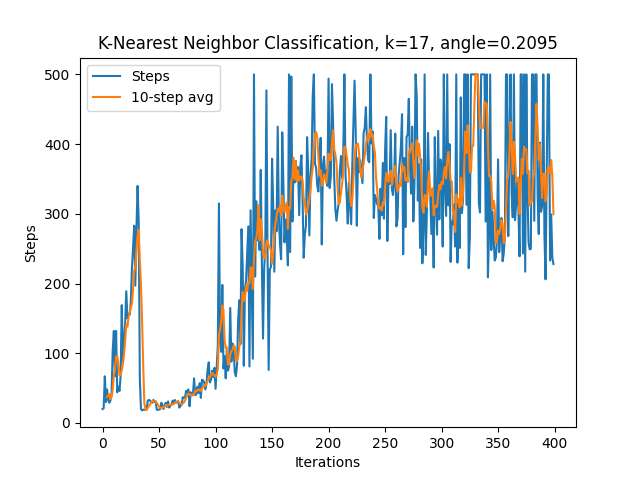 K-Nearest Neighbor Classification, k=17, angle=0.2095
Steps
10-step avg
500
400
300
200
100
0
Steps
0 50 100 150 200 250 300 350 400
Iterations